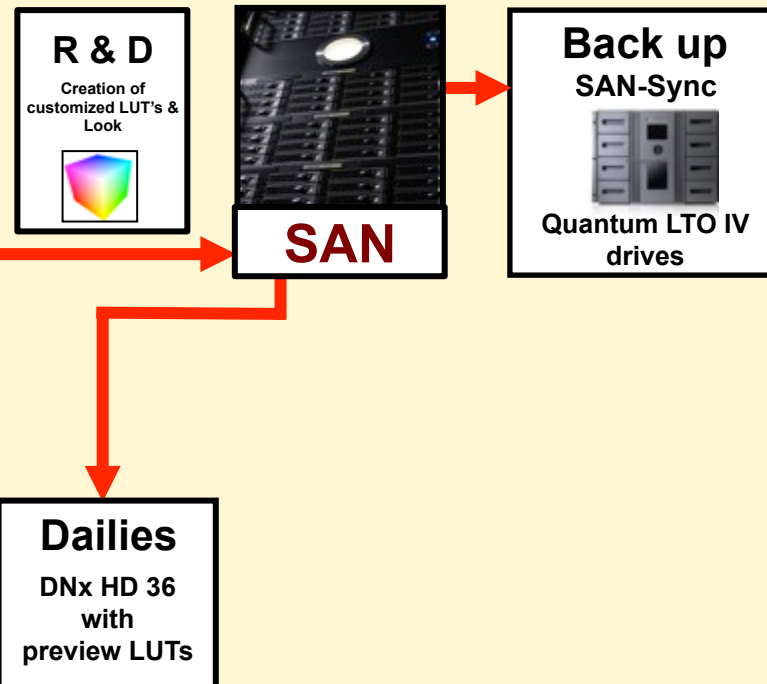 R & D
Creation of
customized LUT's &
Look
SAN
Back up
SAN-Sync
Quantum LTO IV
drives
Dailies
DNx HD 36
with
preview LUTs